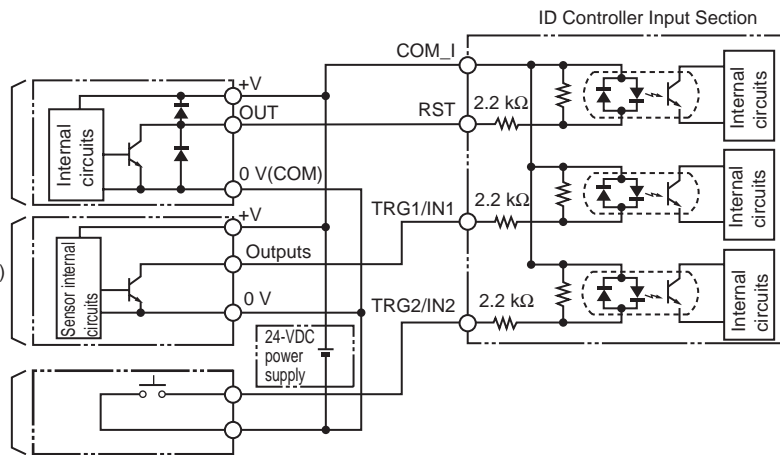 ID Controller Input Section
COM_I
+V
OUT
RST
2.2 kΩ
Internal circuits
Internal circuits
0 V(COM)
+V
TRG1/IN1
2.2 kΩ
Internal circuits
Outputs
Sensor internal circuits
)
0 V
TRG2/IN2
2.2 kΩ
Internal circuits
24-VDC
power
supply